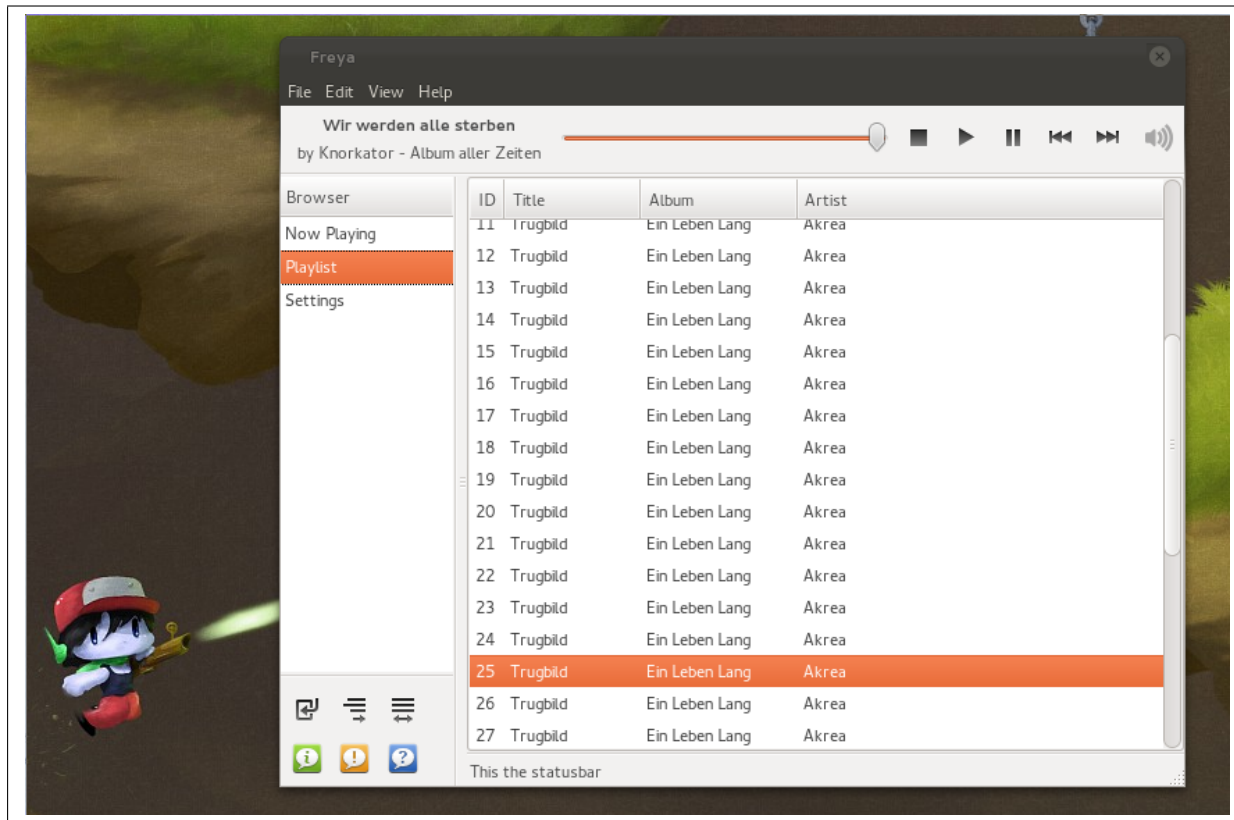 Freya
File Edit View Help
Wir werden alle sterben
by Knorkator - Album aller Zeiten
Browser
Now Playing
Playlist
Settings
ID Title Album Artist
11 Trugbild Ein Leben Lang Akrea
12 Trugbild Ein Leben Lang Akrea
13 Trugbild Ein Leben Lang Akrea
14 Trugbild Ein Leben Lang Akrea
15 Trugbild Ein Leben Lang Akrea
16 Trugbild Ein Leben Lang Akrea
17 Trugbild Ein Leben Lang Akrea
18 Trugbild Ein Leben Lang Akrea
19 Trugbild Ein Leben Lang Akrea
20 Trugbild Ein Leben Lang Akrea
21 Trugbild Ein Leben Lang Akrea
22 Trugbild Ein Leben Lang Akrea
23 Trugbild Ein Leben Lang Akrea
24 Trugbild Ein Leben Lang Akrea
25 Trugbild Ein Leben Lang Akrea
26 Trugbild Ein Leben Lang Akrea
27 Trugbild Ein Leben Lang Akrea
This the statusbar